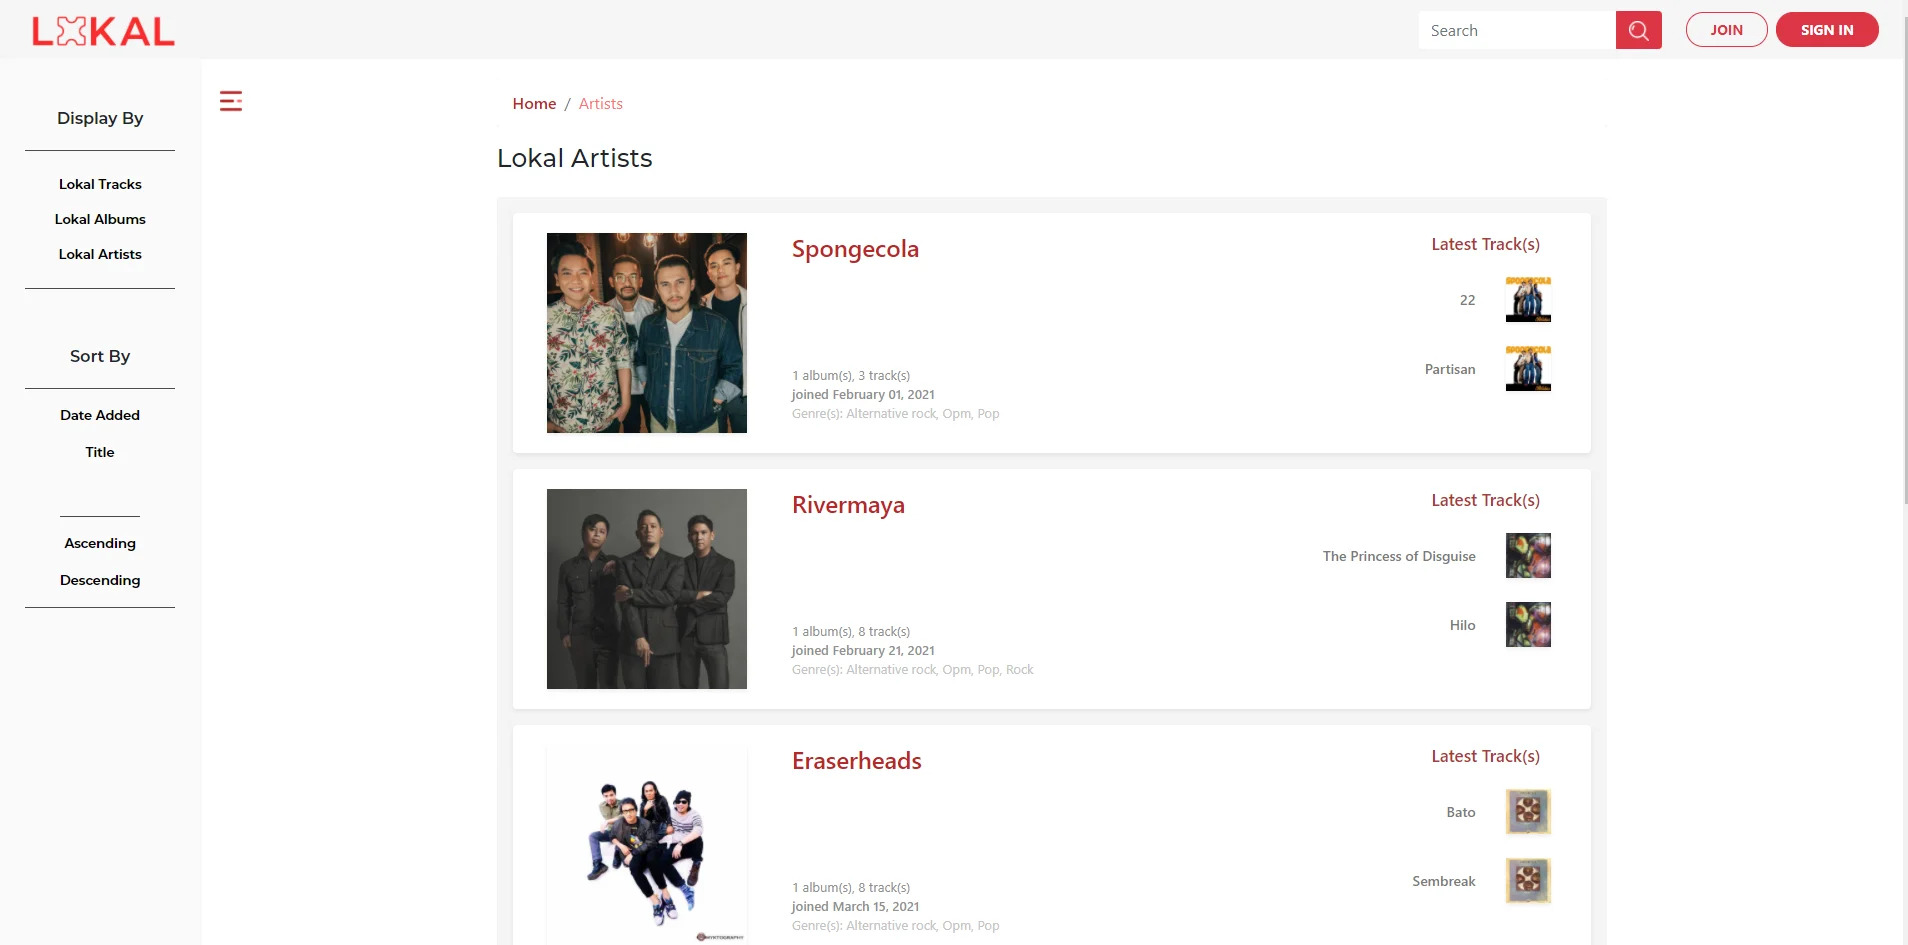 LOKAL
Search
JOIN
SIGN IN
Display By
Lokal Tracks
Lokal Albums
Lokal Artists
Sort By
Date Added
Title
Ascending
Descending
Home / Artists
Lokal Artists
Spongecola
1 album(s), 3 track(s)
joined February 01, 2021
Genre(s): Alternative rock, Opm, Pop
Latest Track(s)
22
SPONGECOLA
Partisan
SPONGECOLA
Rivermaya
1 album(s), 8 track(s)
joined February 21, 2021
Genre(s): Alternative rock, Opm, Pop, Rock
Latest Track(s)
The Princess of Disguise
Hilo
Eraserheads
1 album(s), 8 track(s)
joined March 15, 2021
Genre(s): Alternative rock, Opm, Pop
Latest Track(s)
Bato
Sembreak